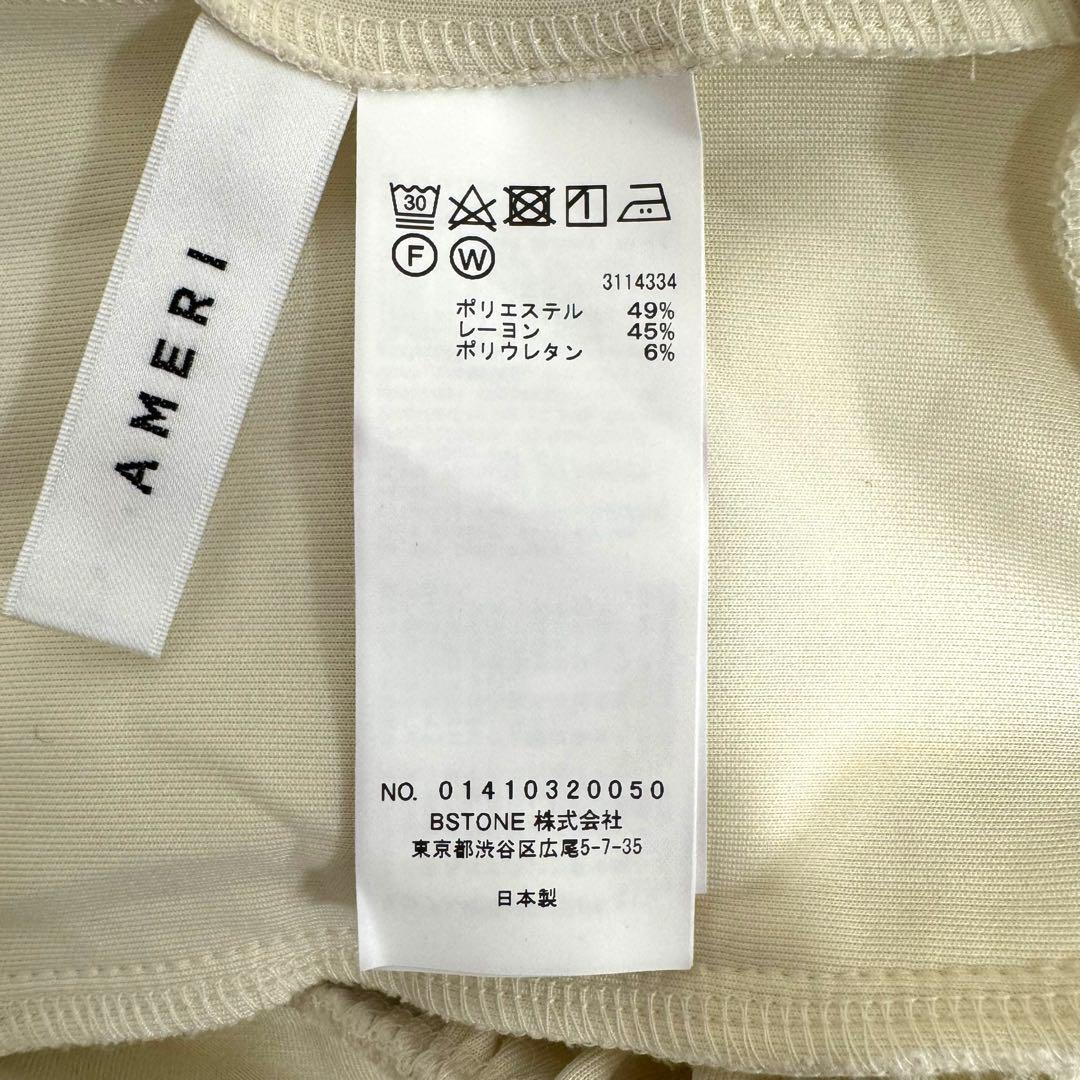 AMERI
30
F W
3114334
ポリエステル 49%
レーヨン 45%
ポリウレタン 6%
NO. 01410320050
BSTONE 株式会社
東京都渋谷区広尾5-7-35
日本製